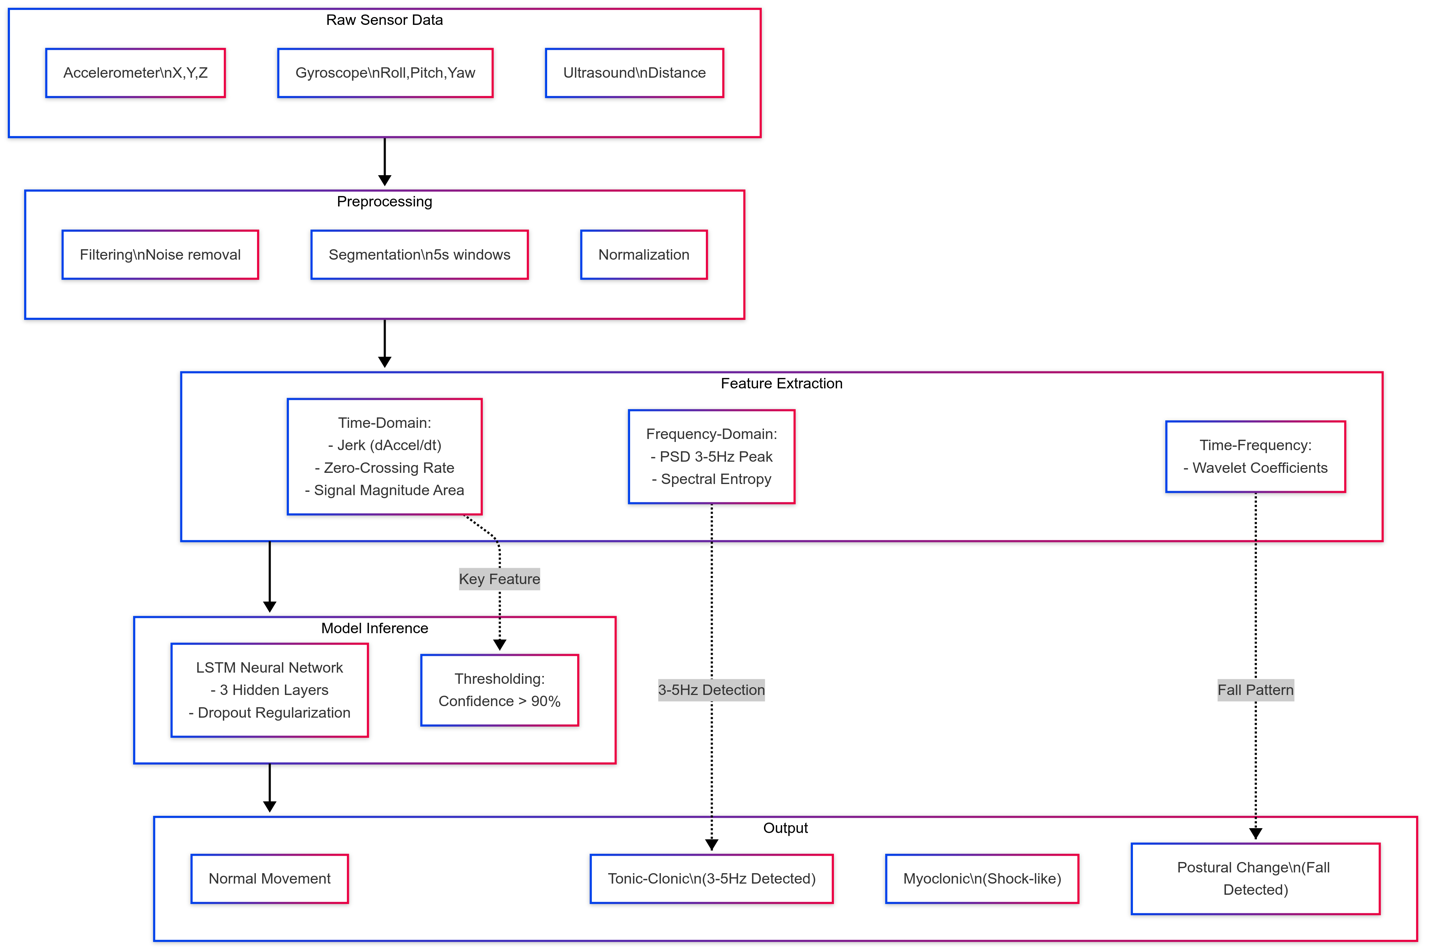 Raw Sensor Data
Accelerometer\nX,Y,Z
Gyroscope\nRoll,Pitch,Yaw
Ultrasound\nDistance
Preprocessing
Filtering\nNoise removal
Segmentation\n5s windows
Normalization
Feature Extraction
Time-Domain:
- Jerk (dAccel/dt)
- Zero-Crossing Rate
- Signal Magnitude Area
Frequency-Domain:
- PSD 3-5Hz Peak
- Spectral Entropy
Time-Frequency:
- Wavelet Coefficients
Key Feature
Model Inference
LSTM Neural Network
- 3 Hidden Layers
- Dropout Regularization
Thresholding:
Confidence > 90%
3-5Hz Detection
Fall Pattern
Output
Normal Movement
Tonic-Clonic\n(3-5Hz Detected)
Myoclonic\n(Shock-like)
Postural Change\n(Fall
Detected)